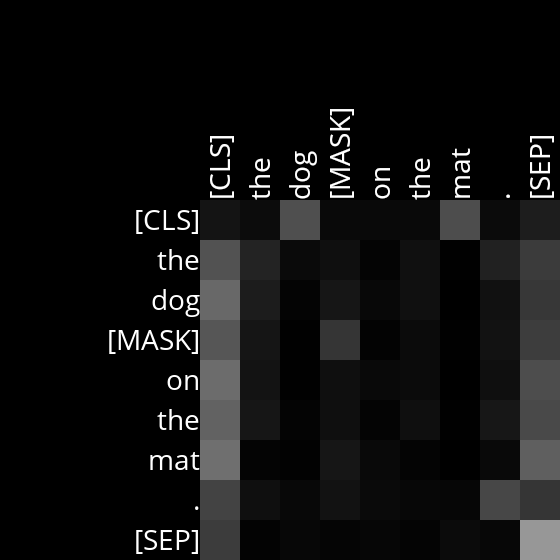 [CLS] the dog [MASK] on the mat . [SEP]
[CLS]
the
dog
[MASK]
on
the
mat
.
[SEP]